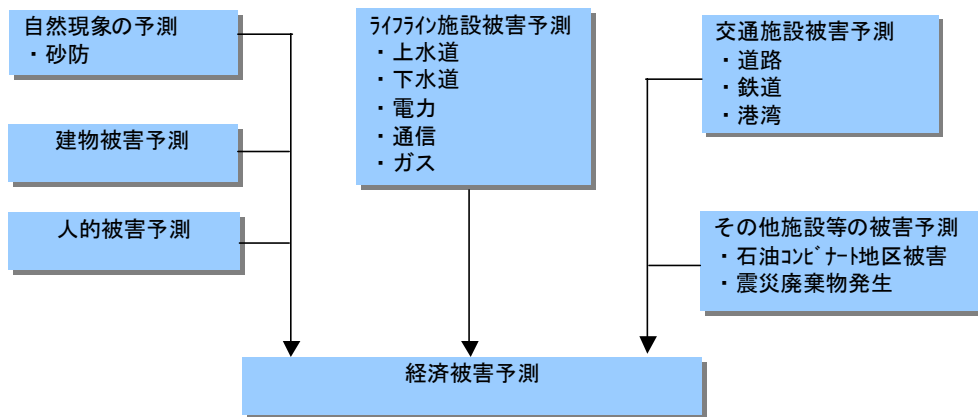 自然現象の予測
・砂防
建物被害予測
人的被害予測
ﾗｲﾌﾗｲﾝ施設被害予測
・上水道
・下水道
・電力
・通信
・ガス
交通施設被害予測
・道路
・鉄道
・港湾
その他施設等の被害予測
・石油ｺﾝﾋﾞﾅｰﾄ地区被害
・震災廃棄物発生
経済被害予測